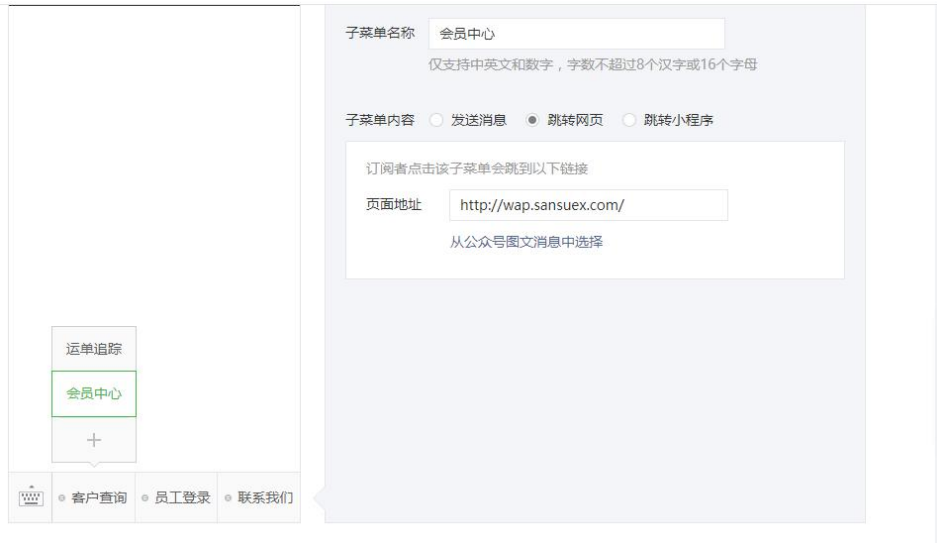 子菜单名称 会员中心
仅支持中英文和数字，字数不超过8个汉字或16个字母
子菜单内容 发送消息 跳转网页 跳转小程序
订阅者点击该子菜单会跳到以下链接
页面地址 http://wap.sansuex.com/
从公众号图文消息中选择
运单追踪
会员中心
客户查询 员工登录 联系我们